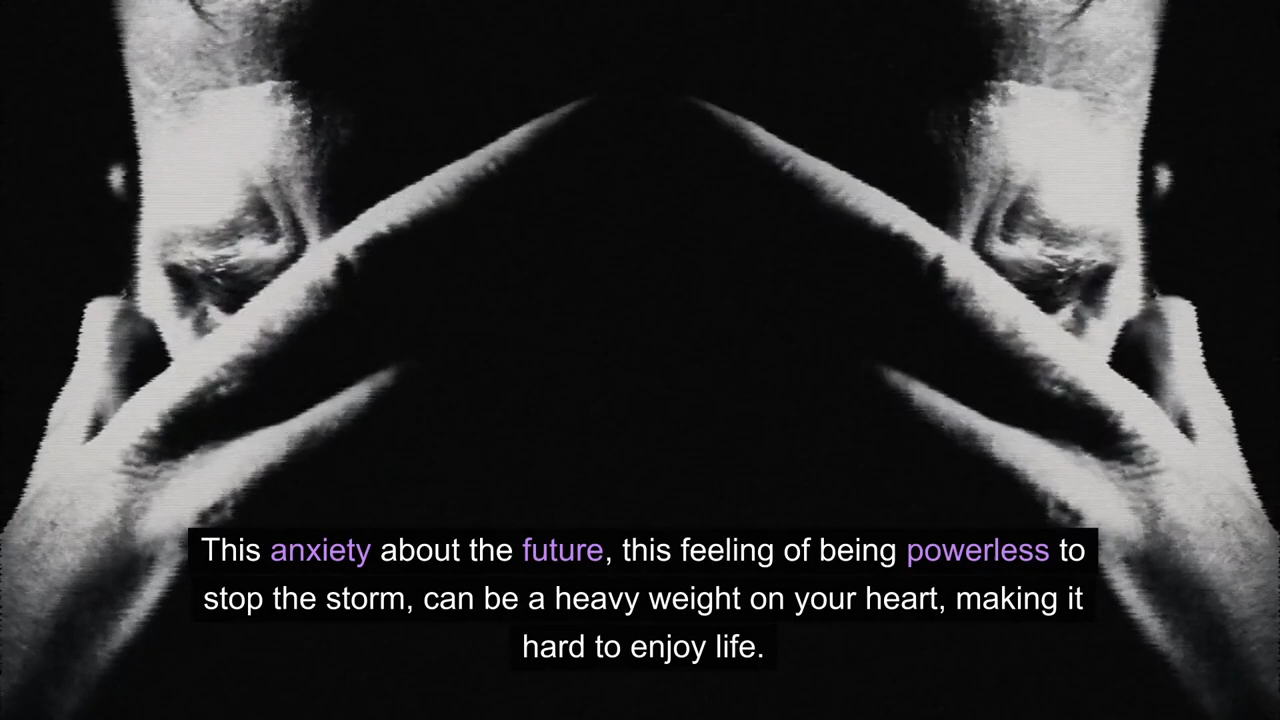 This anxiety about the future, this feeling of being powerless to
stop the storm, can be a heavy weight on your heart, making it
hard to enjoy life.